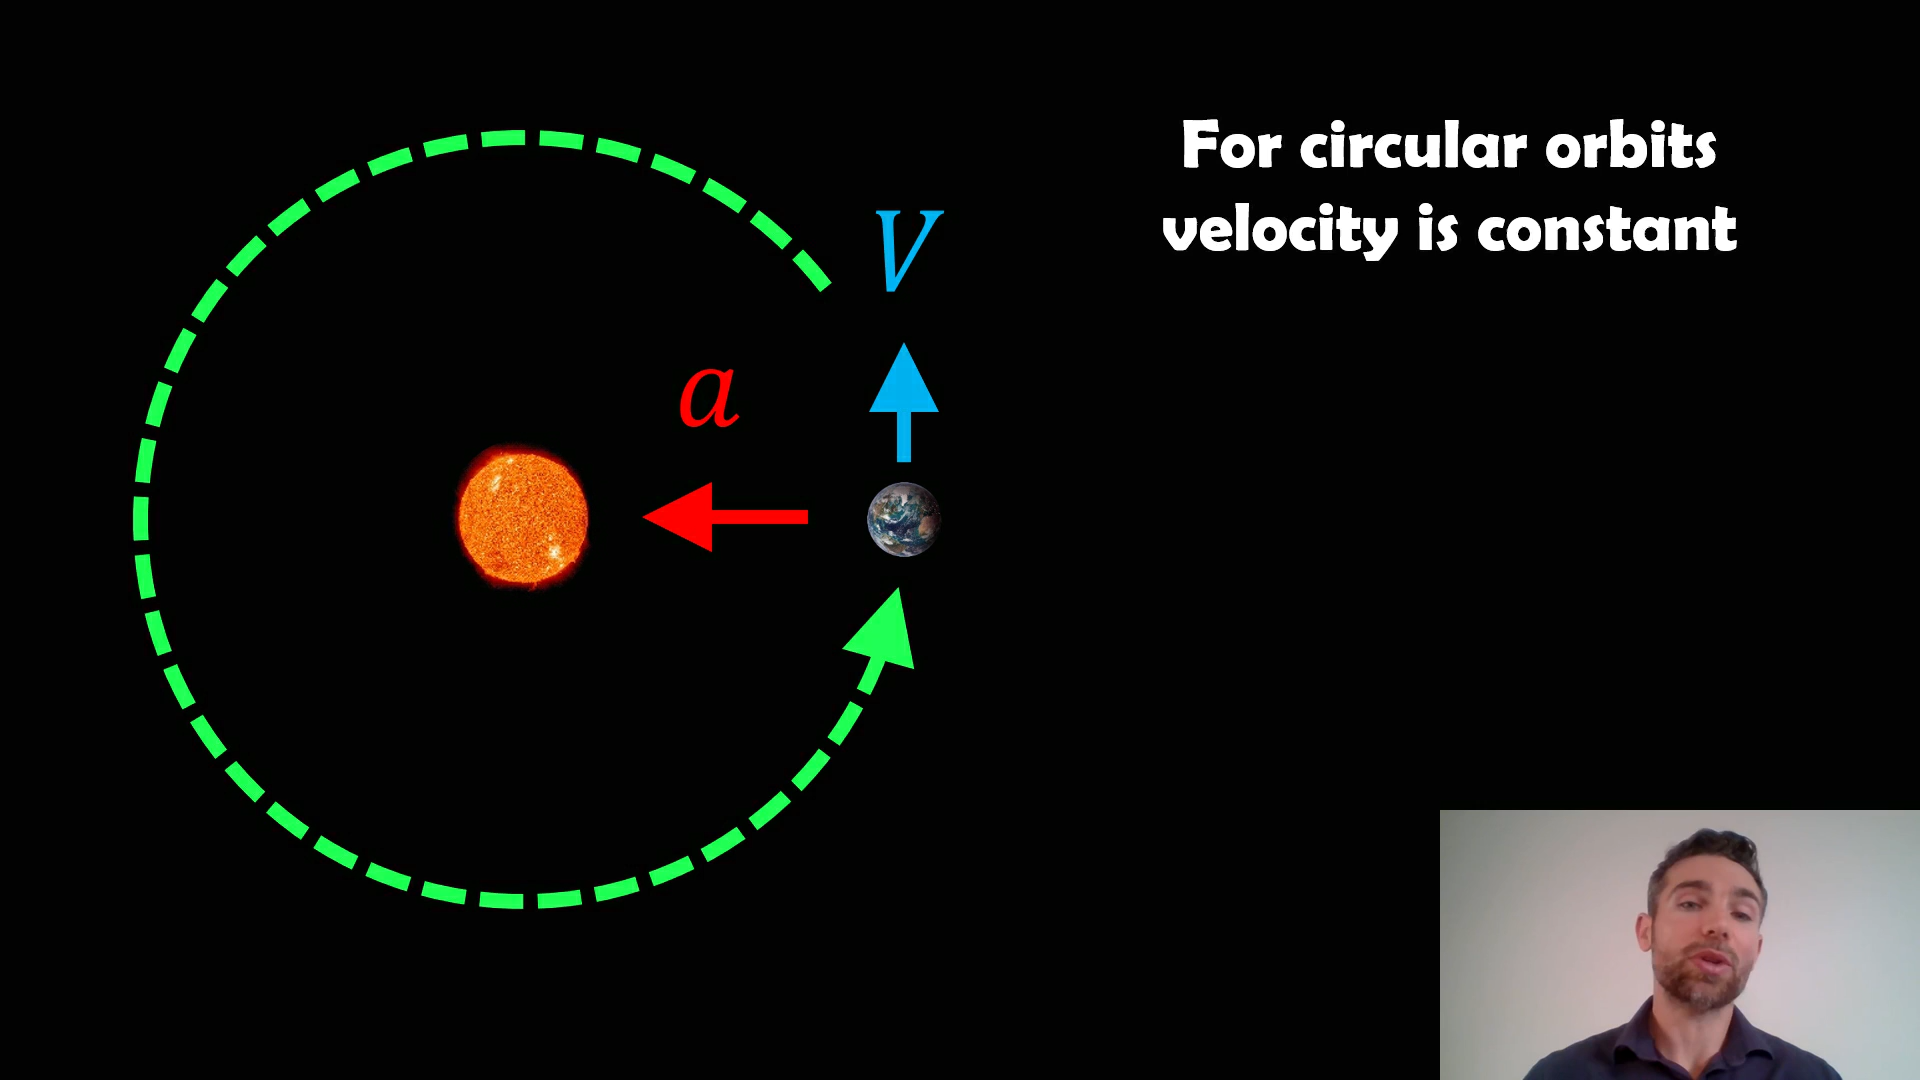 For circular orbits
velocity is constant
V
a